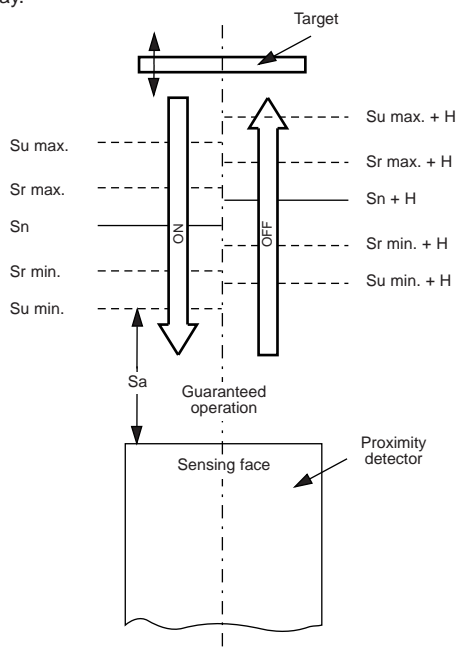 ay.
Target
Su max. + H
Su max.
Sr max. + H
Sr max.
Sn + H
Sn
ON
OFF
Sr min. + H
Sr min.
Su min. + H
Su min.
Sa
Guaranteed
operation
Proximity
detector
Sensing face